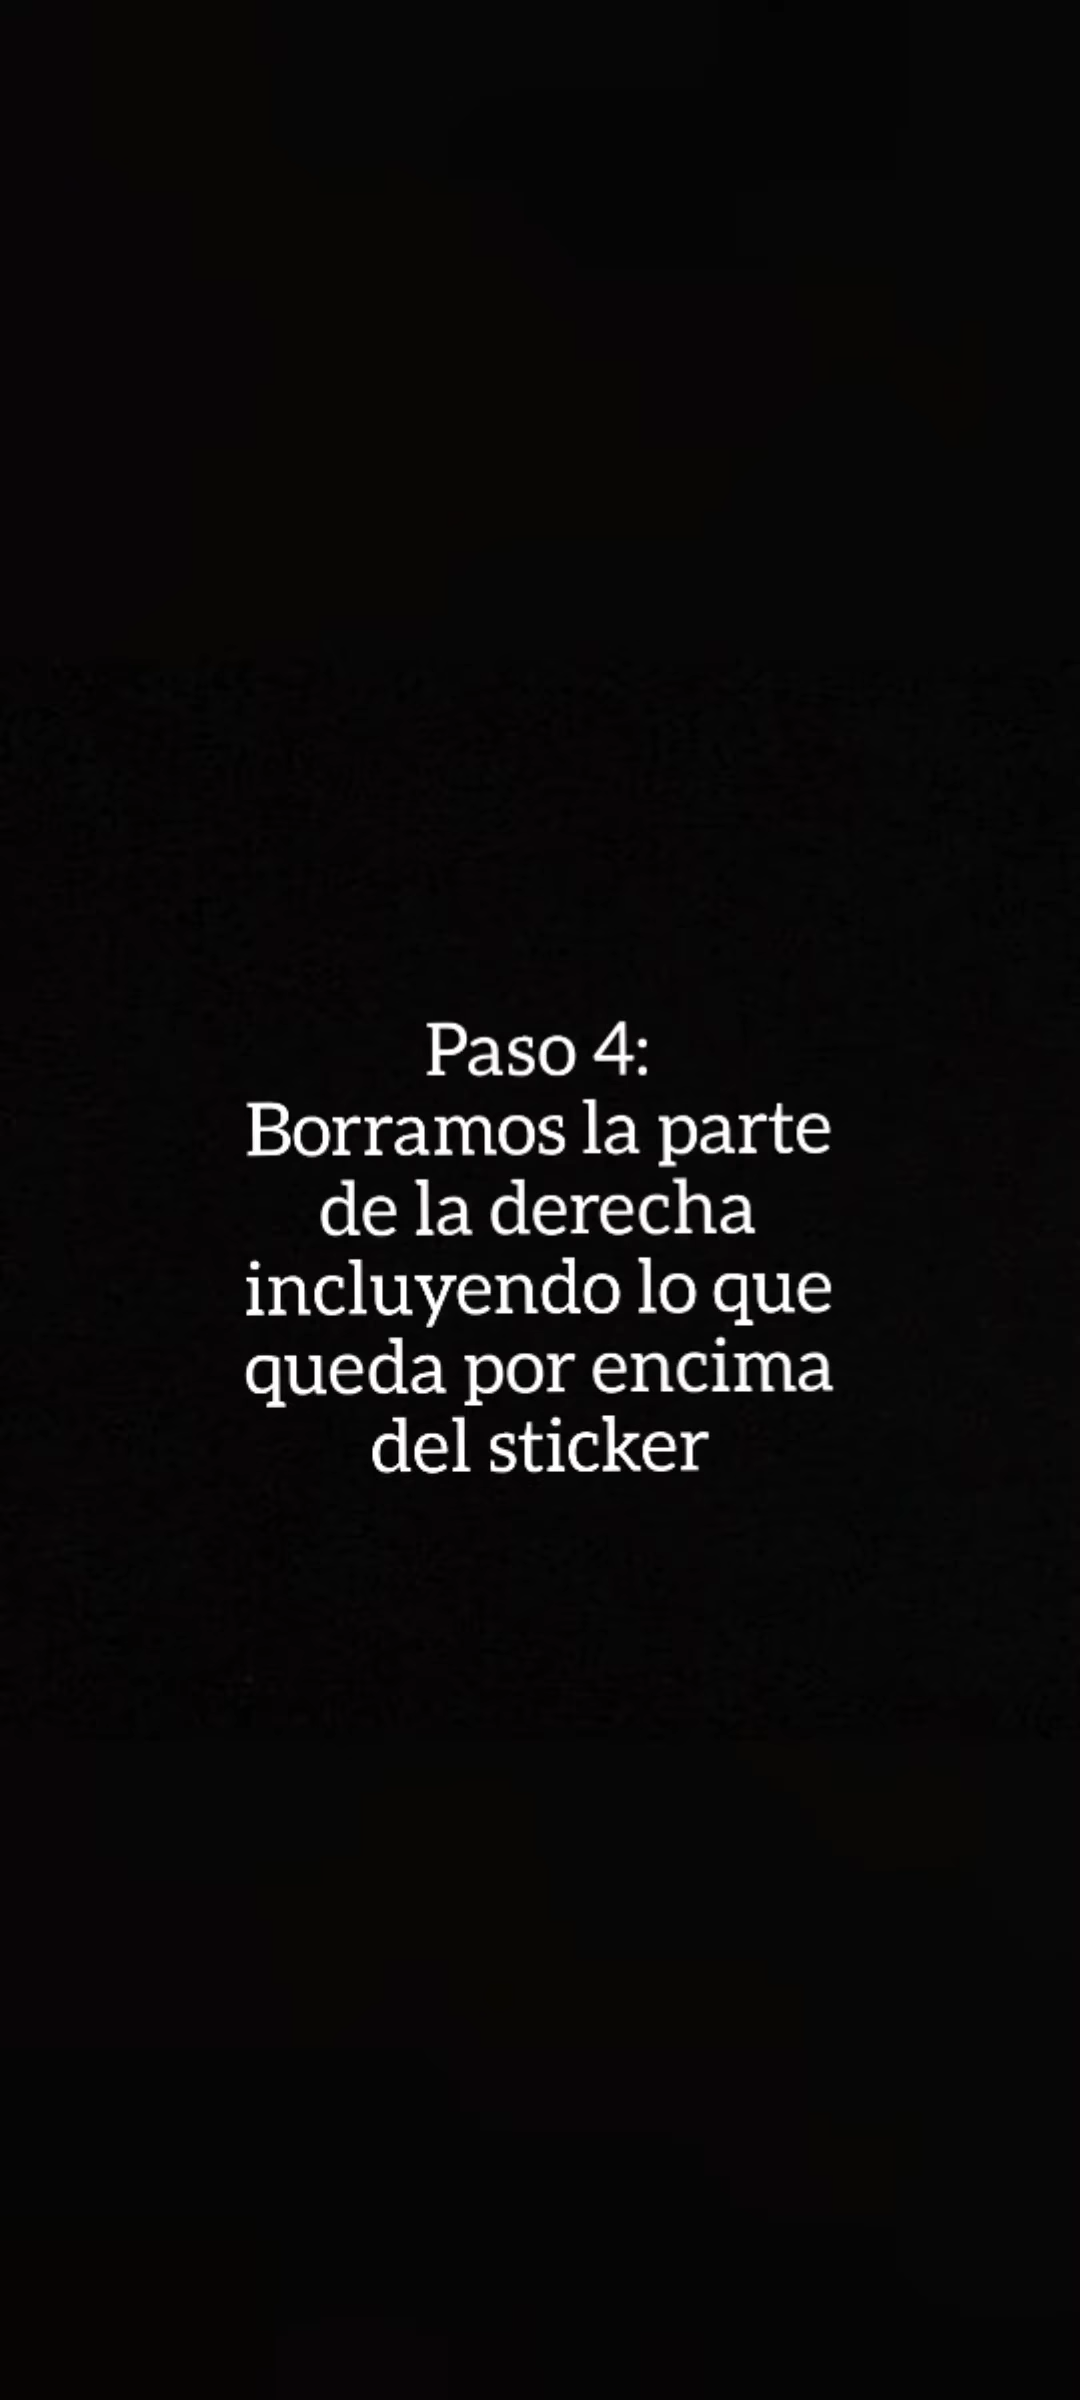 Paso 4:
Borramos la parte
de la derecha
incluyendo lo que
queda por encima
del sticker